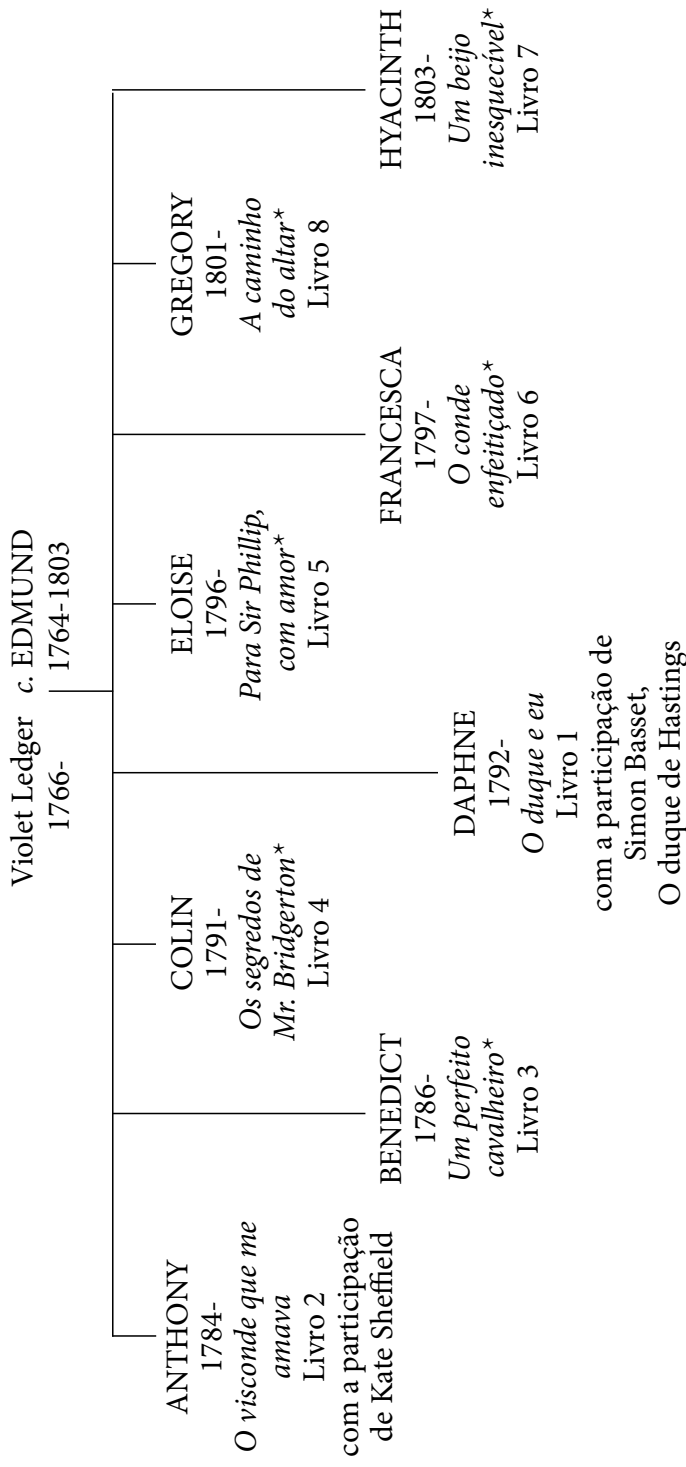 Violet Ledger c. EDMUND
1766- 1764-1803
ANTHONY
1784-
O visconde que me
amava
Livro 2
com a participação
de Kate Sheffield
BENEDICT
1786-
Um perfeito
cavalheiro*
Livro 3
COLIN
1791-
Os segredos de
Mr. Bridgerton*
Livro 4
DAPHNE
1792-
O duque e eu
Livro 1
com a participação de
Simon Basset,
O duque de Hastings
ELOISE
1796-
Para Sir Phillip,
com amor*
Livro 5
FRANCESCA
1797-
O conde
enfeitiçado*
Livro 6
GREGORY
1801-
A caminho
do altar*
Livro 8
HYACINTH
1803-
Um beijo
inesquecível*
Livro 7